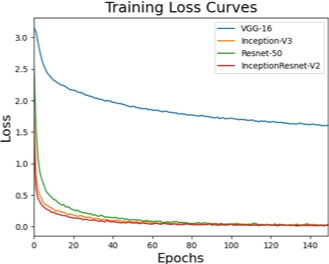 Training Loss Curves
VGG-16
Inception-V3
Resnet-50
InceptionResnet-V2
Loss
3.0
2.5
2.0
1.5
1.0
0.5
0.0
0 20 40 60 80 100 120 140
Epochs